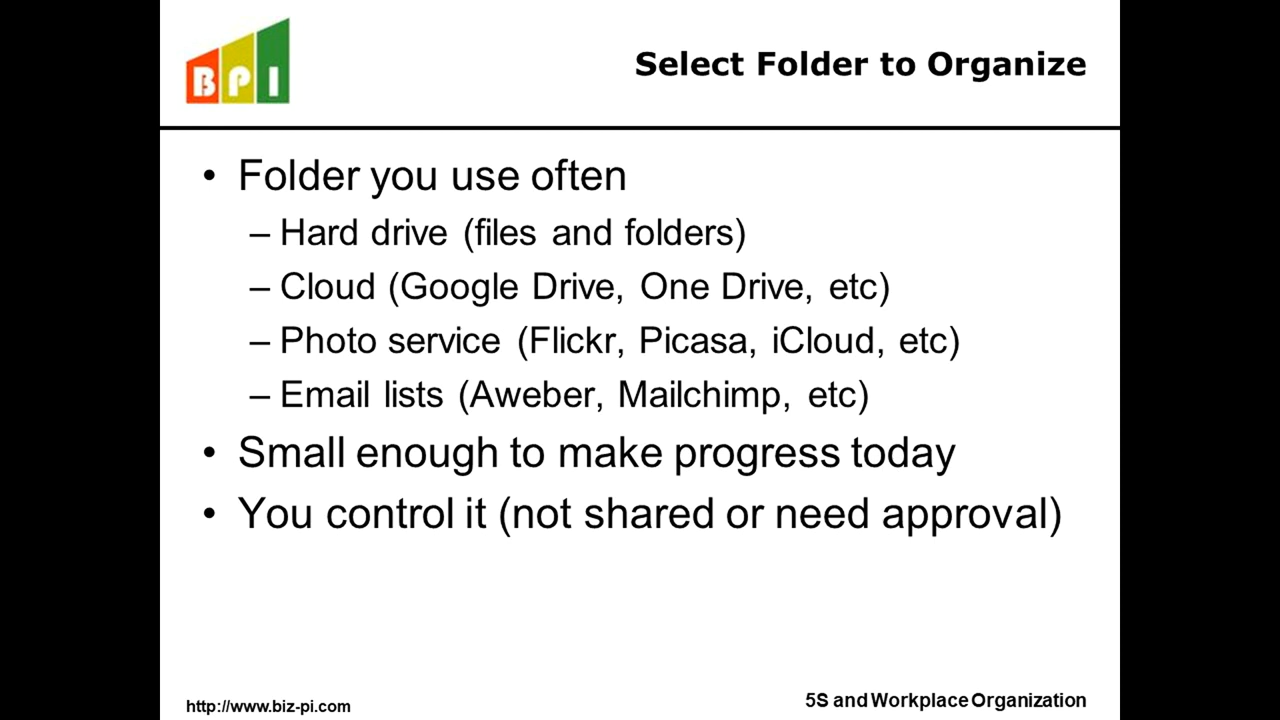 BPI
Select Folder to Organize
• Folder you use often
– Hard drive (files and folders)
– Cloud (Google Drive, One Drive, etc)
– Photo service (Flickr, Picasa, iCloud, etc)
– Email lists (Aweber, Mailchimp, etc)
• Small enough to make progress today
• You control it (not shared or need approval)
http://www.biz-pi.com
5S and Workplace Organization